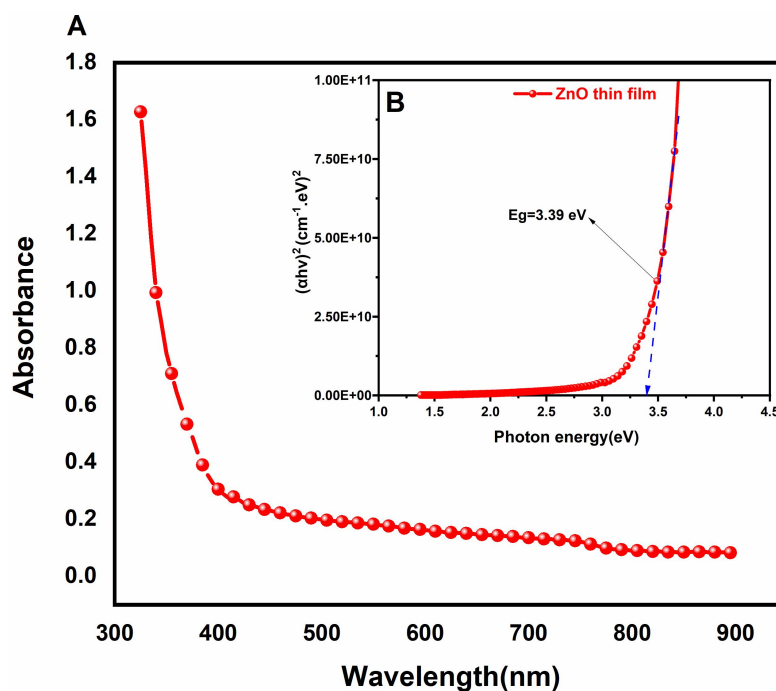 A
1.8
1.6
1.4
1.2
1.0
0.8
0.6
0.4
0.2
0.0
Absorbance
300 400 500 600 700 800 900
Wavelength(nm)
B
ZnO thin film
1.00E+11
7.50E+10
5.00E+10
2.50E+10
0.00E+00
(αhν)² (cm⁻¹.eV)²
Eg=3.39 eV
1.0 1.5 2.0 2.5 3.0 3.5 4.0 4.5
Photon energy(eV)